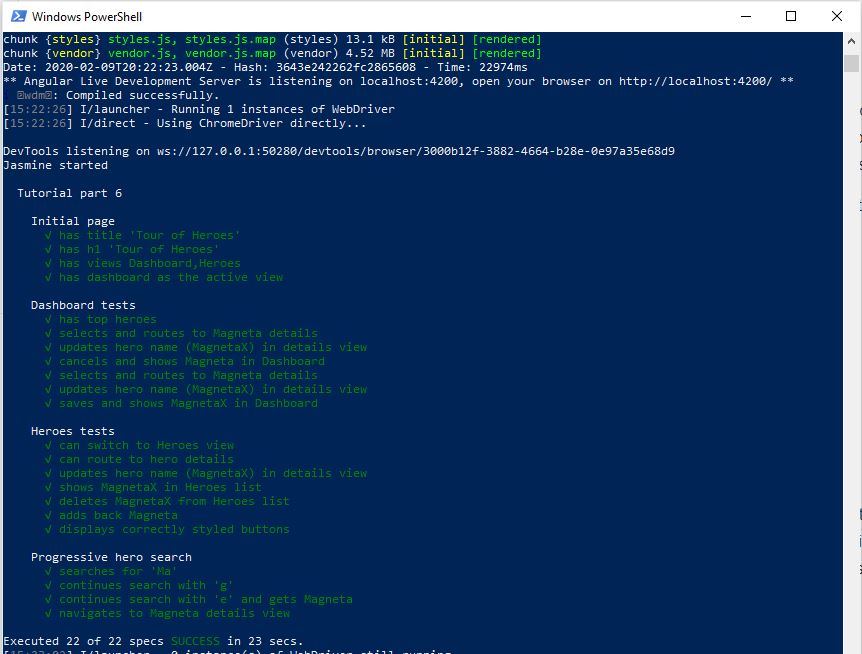 Windows PowerShell
chunk {styles} styles.js, styles.js.map (styles) 13.1 kB [initial] [rendered]
chunk {vendor} vendor.js, vendor.js.map (vendor) 4.52 MB [initial] [rendered]
Date: 2020-02-09T20:22:23.004Z - Hash: 3643e242262fc2865608 - Time: 22974ms
** Angular Live Development Server is listening on localhost:4200, open your browser on http://localhost:4200/ **
wdm: Compiled successfully.
[15:22:26] I/launcher - Running 1 instances of WebDriver
[15:22:26] I/direct - Using ChromeDriver directly...
DevTools listening on ws://127.0.0.1:50280/devtools/browser/3000b12f-3882-4664-b28e-0e97a35e68d9
Jasmine started
Tutorial part 6
Initial page
√ has title 'Tour of Heroes'
√ has h1 'Tour of Heroes'
√ has views Dashboard,Heroes
√ has dashboard as the active view
Dashboard tests
√ has top heroes
√ selects and routes to Magneta details
√ updates hero name (MagnetaX) in details view
√ cancels and shows Magneta in Dashboard
√ selects and routes to Magneta details
√ updates hero name (MagnetaX) in details view
√ saves and shows MagnetaX in Dashboard
Heroes tests
√ can switch to Heroes view
√ can route to hero details
√ updates hero name (MagnetaX) in details view
√ shows MagnetaX in Heroes list
√ deletes MagnetaX from Heroes list
√ adds back Magneta
√ displays correctly styled buttons
Progressive hero search
√ searches for 'Ma'
√ continues search with 'g'
√ continues search with 'e' and gets Magneta
√ navigates to Magneta details view
Executed 22 of 22 specs SUCCESS in 23 secs.
I/launcher - 0 instance(s) of WebDriver still running